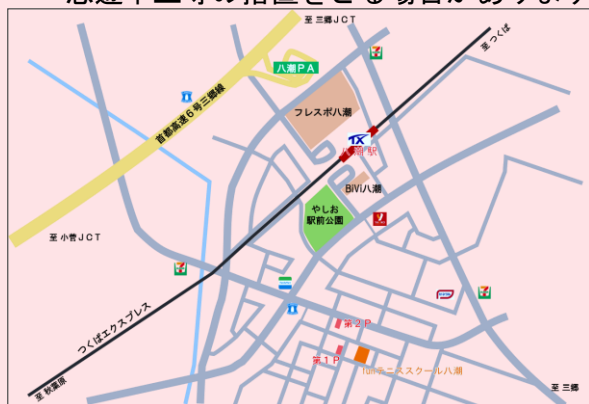 至 三郷JCT
至 つくば
八潮PA
首都高速6号三郷線
フレスポ八潮
TX
八潮駅
BiVi八潮
やしお
駅前公園
至 小菅JCT
つくばエクスプレス
第2P
第1P
テニススクール八潮
至 秋葉原
至 三郷